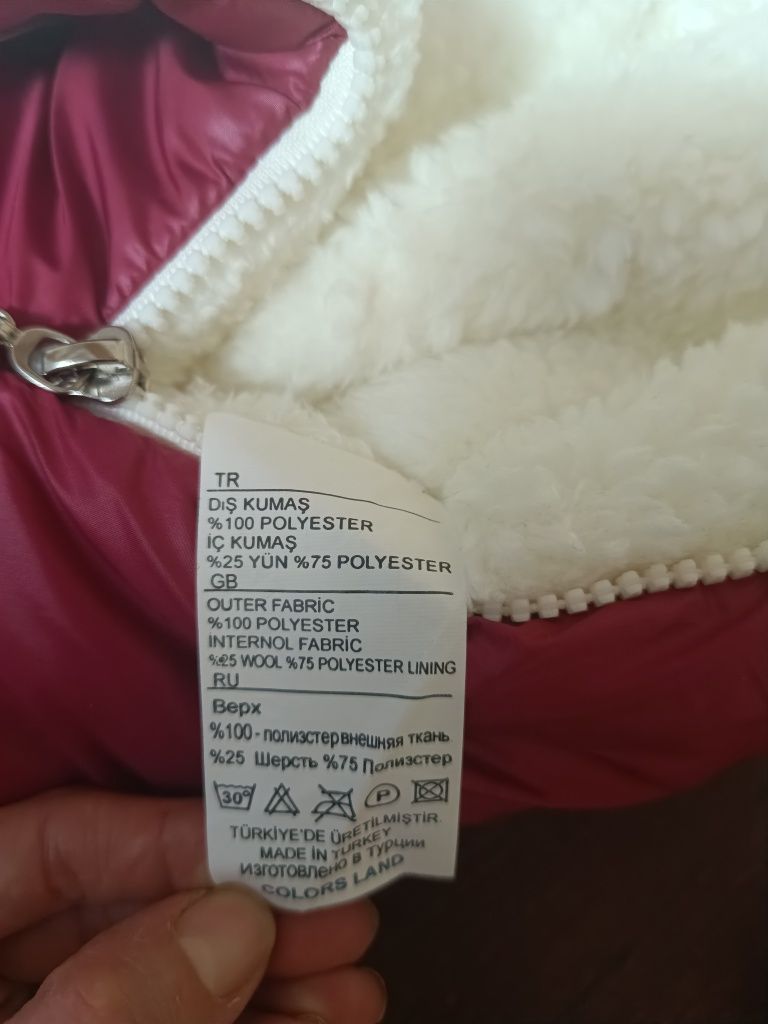 TR
DıŞ KUMAŞ
%100 POLYESTER
İÇ KUMAŞ
%25 YÜN %75 POLYESTER
GB
OUTER FABRİC
%100 POLYESTER
INTERNOL FABRİC
%25 WOOL %75 POLYESTER LINING
RU
Верх
%100-полиэстер внешняя ткань
%25 Шерсть %75 Полиэстер
30° P
TÜRKİYE'DE ÜRETİLMİŞTİR.
MADE İN TURKEY
ИЗГОТОВЛЕНО В ТУРЦИИ
COLORS LAND